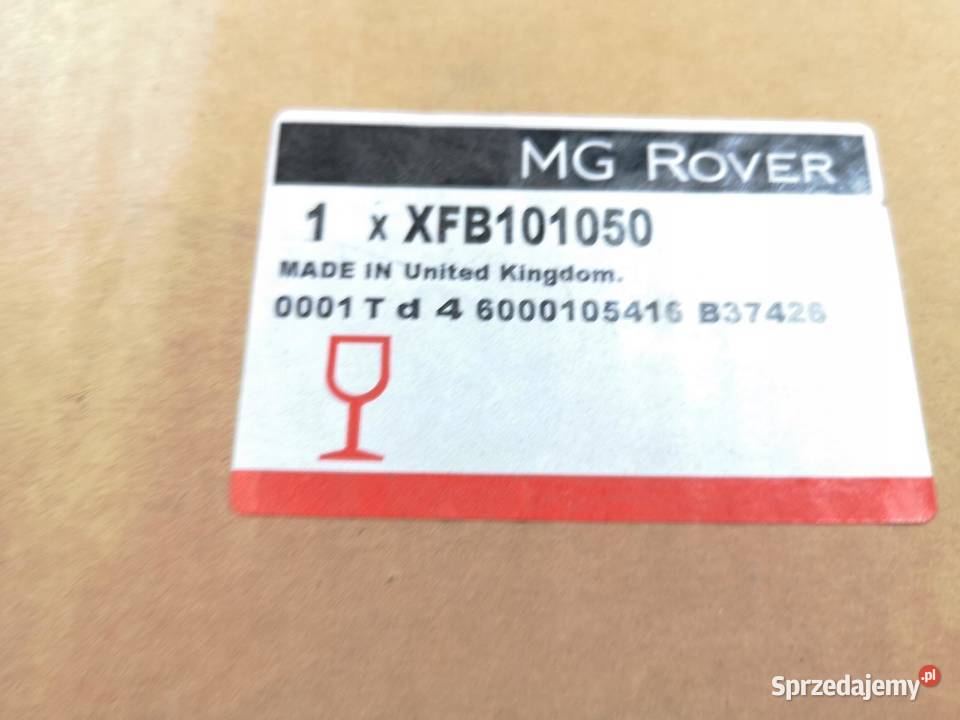 MG ROVER
1 x XFB101050
MADE IN United Kingdom.
0001 T d 4 6000105416 B37426
Sprzedajemy.pl